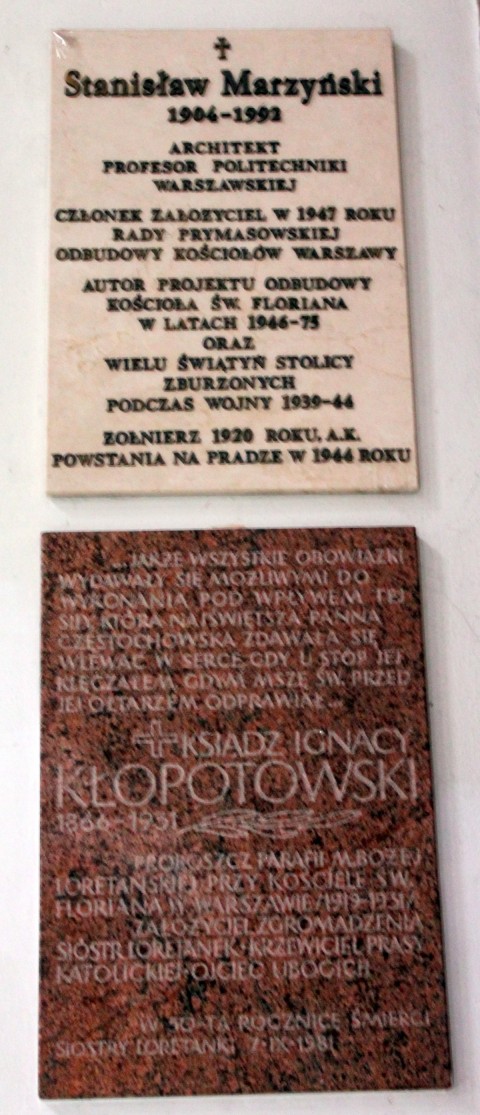 Stanisław Marzyński
1904-1992
ARCHITEKT
PROFESOR POLITECHNIKI
WARSZAWSKIEJ
CZŁONEK ZAŁOŻYCIEL W 1947 ROKU
RADY PRYMASOWSKIEJ
ODBUDOWY KOŚCIOŁÓW WARSZAWY
AUTOR PROJEKTU ODBUDOWY
KOŚCIOŁA ŚW. FLORIANA
W LATACH 1946-75
ORAZ
WIELU ŚWIĄTYŃ STOLICY
ZBURZONYCH
PODCZAS WOJNY 1939-44
ŻOŁNIERZ 1920 ROKU, A.K.
POWSTANIA NA PRADZE W 1944 ROKU
...JAKŻE WSZYSTKIE OBOWIĄZKI
WYDAWAŁY SIĘ MOŻLIWYMI DO
WYKONANIA POD WPŁYWEM TEJ
SIŁY, KTÓRĄ NAJŚWIĘTSZA PANNA
CZĘSTOCHOWSKA ZDAWAŁA SIĘ
WLEWAĆ W SERCE, GDY U STÓP JEJ
KLĘCZAŁEM, GDYM MSZĘ ŚW. PRZED
JEJ OŁTARZEM ODPRAWIAŁ...
KSIĄDZ IGNACY
KŁOPOTOWSKI
1866-1931
PROBOSZCZ PARAFII M.BOŻEJ
LORETAŃSKIEJ PRZY KOŚCIELE ŚW.
FLORIANA W WARSZAWIE /1919-1931/,
ZAŁOŻYCIEL ZGROMADZENIA
SIÓSTR LORETANEK • KRZEWICIEL PRASY
KATOLICKIEJ • OJCIEC UBOGICH
W 50-TĄ ROCZNICĘ ŚMIERCI
SIOSTRY LORETANKI 7·IX·1981